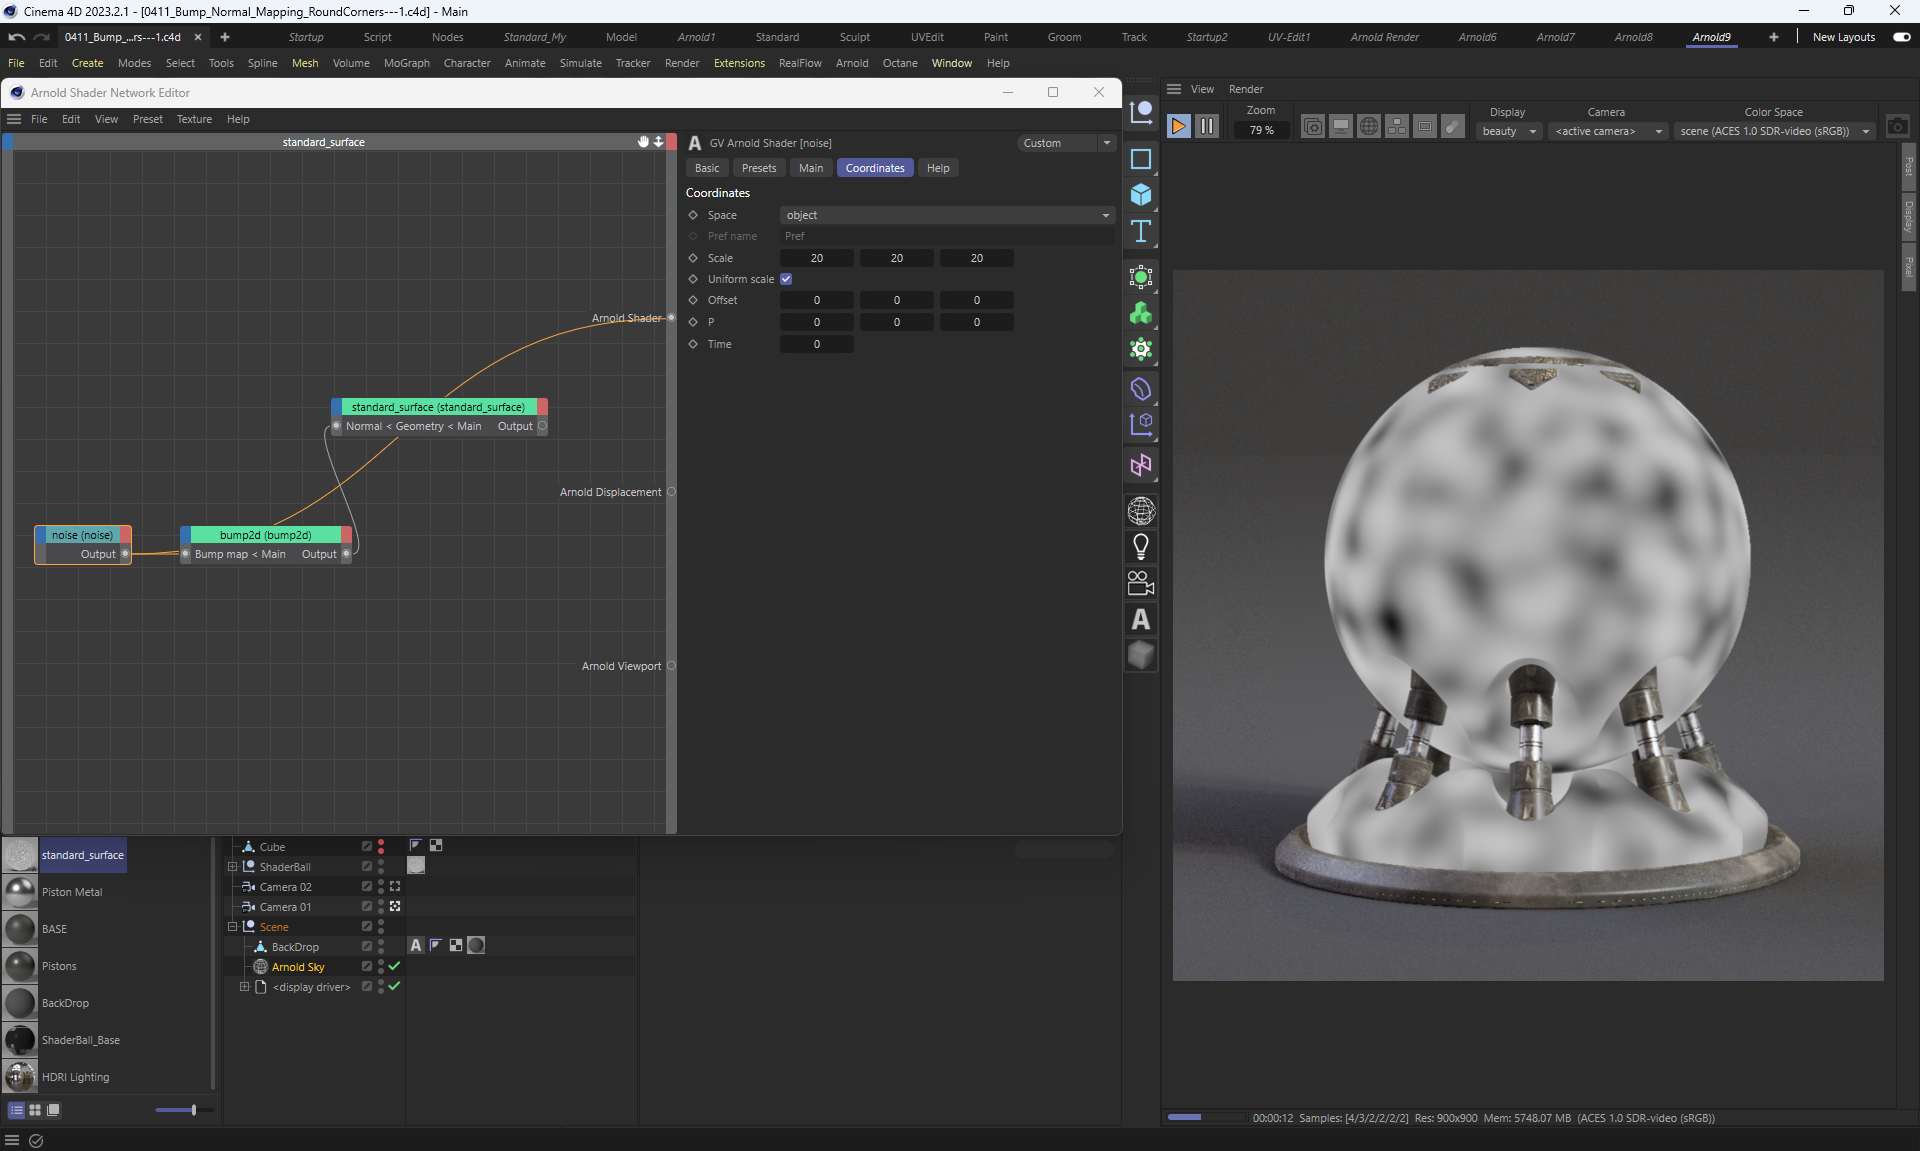 Cinema 4D 2023.2.1 - [0411_Bump_Normal_Mapping_RoundCorners---1.c4d] - Main
0411_Bump_...rs---1.c4d
Startup Script Nodes Standard_My Model Arnold1 Standard Sculpt UVEdit Paint Groom Track Startup2 UV-Edit1 Arnold Render Arnold6 Arnold7 Arnold8 Arnold9 New Layouts
File Edit Create Modes Select Tools Spline Mesh Volume MoGraph Character Animate Simulate Tracker Render Extensions RealFlow Arnold Octane Window Help
Arnold Shader Network Editor
File Edit View Preset Texture Help
standard_surface
Arnold Shader
standard_surface (standard_surface)
Normal < Geometry < Main Output
Arnold Displacement
noise (noise)
Output
bump2d (bump2d)
Bump map < Main Output
Arnold Viewport
A GV Arnold Shader [noise] Custom
Basic Presets Main Coordinates Help
Coordinates
Space object
Pref name Pref
Scale 20 20 20
Uniform scale
Offset 0 0 0
P 0 0 0
Time 0
T
A
View Render
Zoom
79 %
Display
beauty
Camera
<active camera>
Color Space
scene (ACES 1.0 SDR-video (sRGB))
Post
Display
Pixel
standard_surface
Piston Metal
BASE
Pistons
BackDrop
ShaderBall_Base
HDRI Lighting
Cube
ShaderBall
Camera 02
Camera 01
Scene
BackDrop A
Arnold Sky
<display driver>
00:00:12 Samples: [4/3/2/2/2/2] Res: 900x900 Mem: 5748.07 MB (ACES 1.0 SDR-video (sRGB))